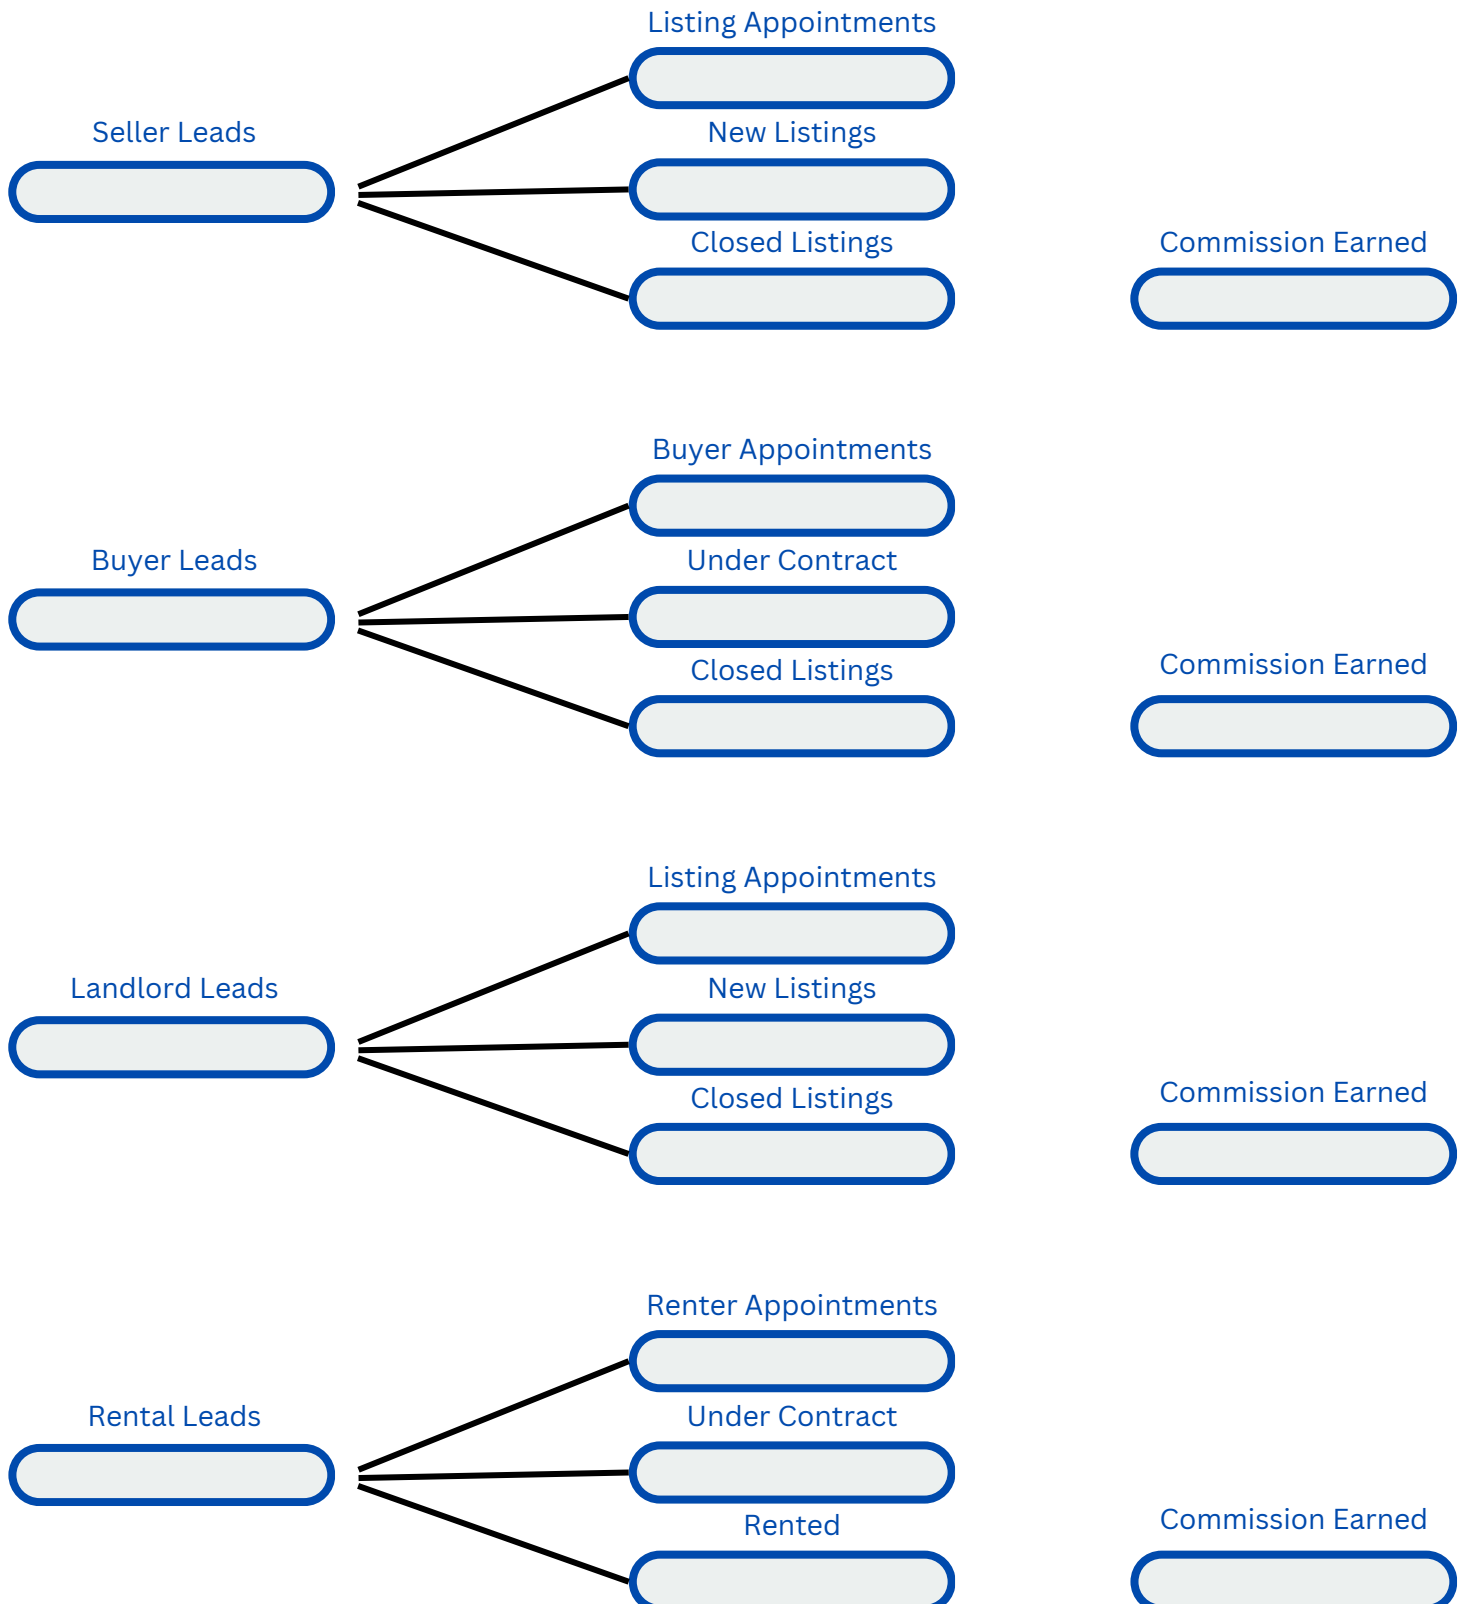 Listing Appointments
Seller Leads
New Listings
Closed Listings
Commission Earned
Buyer Appointments
Buyer Leads
Under Contract
Closed Listings
Commission Earned
Listing Appointments
Landlord Leads
New Listings
Closed Listings
Commission Earned
Renter Appointments
Rental Leads
Under Contract
Rented
Commission Earned